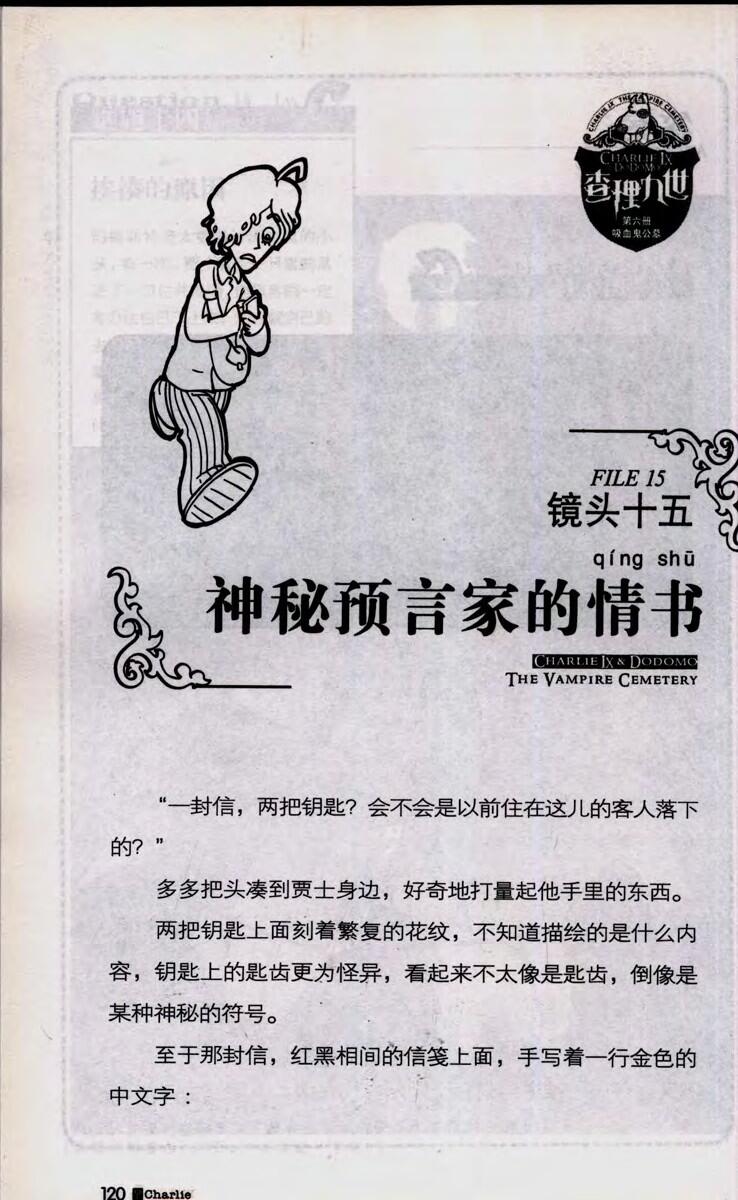 CHARLIE IX THE VAMPIRE CEMETERY
CHARLIE IX
DODOMO
查理九世
第六册
吸血鬼公墓
FILE 15
镜头十五
qíng shū
神秘预言家的情书
CHARLIE IX & DODOMO
THE VAMPIRE CEMETERY
“一封信，两把钥匙？会不会是以前住在这儿的客人落下
的？”
多多把头凑到贾士身边，好奇地打量起他手里的东西。
两把钥匙上面刻着繁复的花纹，不知道描绘的是什么内
容，钥匙上的匙齿更为怪异，看起来不太像是匙齿，倒像是
某种神秘的符号。
至于那封信，红黑相间的信笺上面，手写着一行金色的
中文字：
120 Charlie